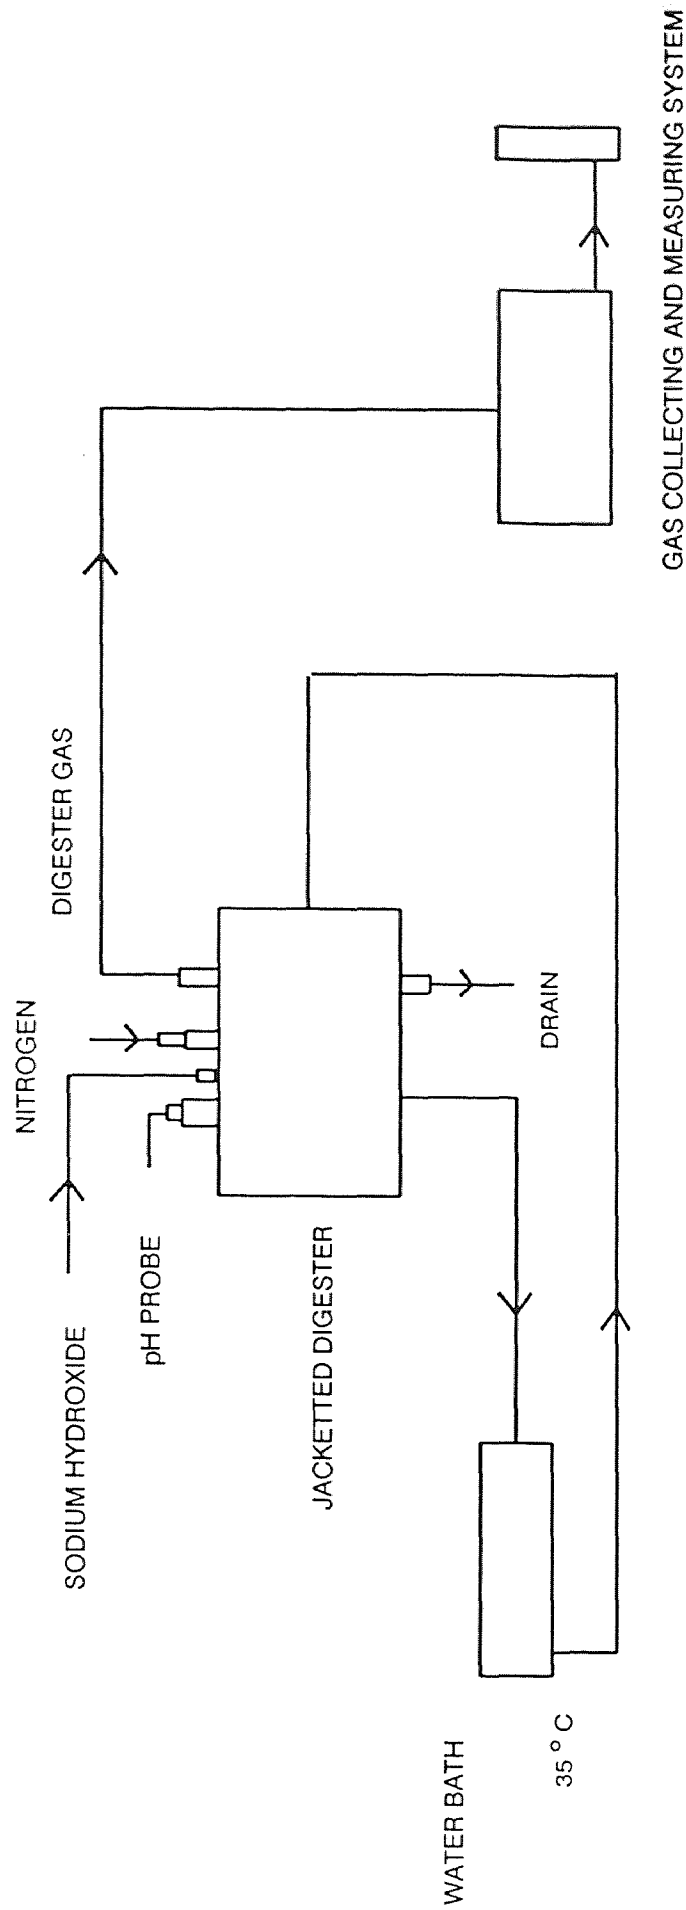 NITROGEN
SODIUM HYDROXIDE
DIGESTER GAS
pH PROBE
JACKETTED DIGESTER
DRAIN
WATER BATH
35 ° C
GAS COLLECTING AND MEASURING SYSTEM